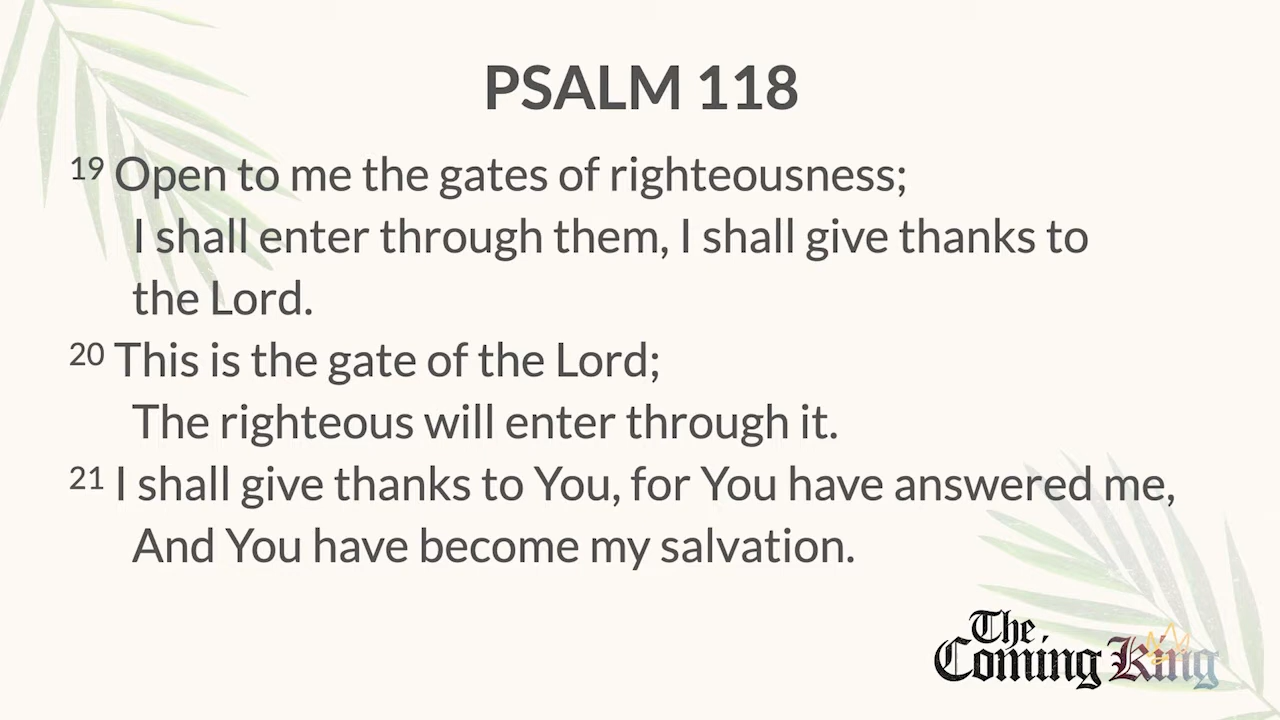 PSALM 118
19 Open to me the gates of righteousness;
I shall enter through them, I shall give thanks to
the Lord.
20 This is the gate of the Lord;
The righteous will enter through it.
21 I shall give thanks to You, for You have answered me,
And You have become my salvation.
The
Coming King